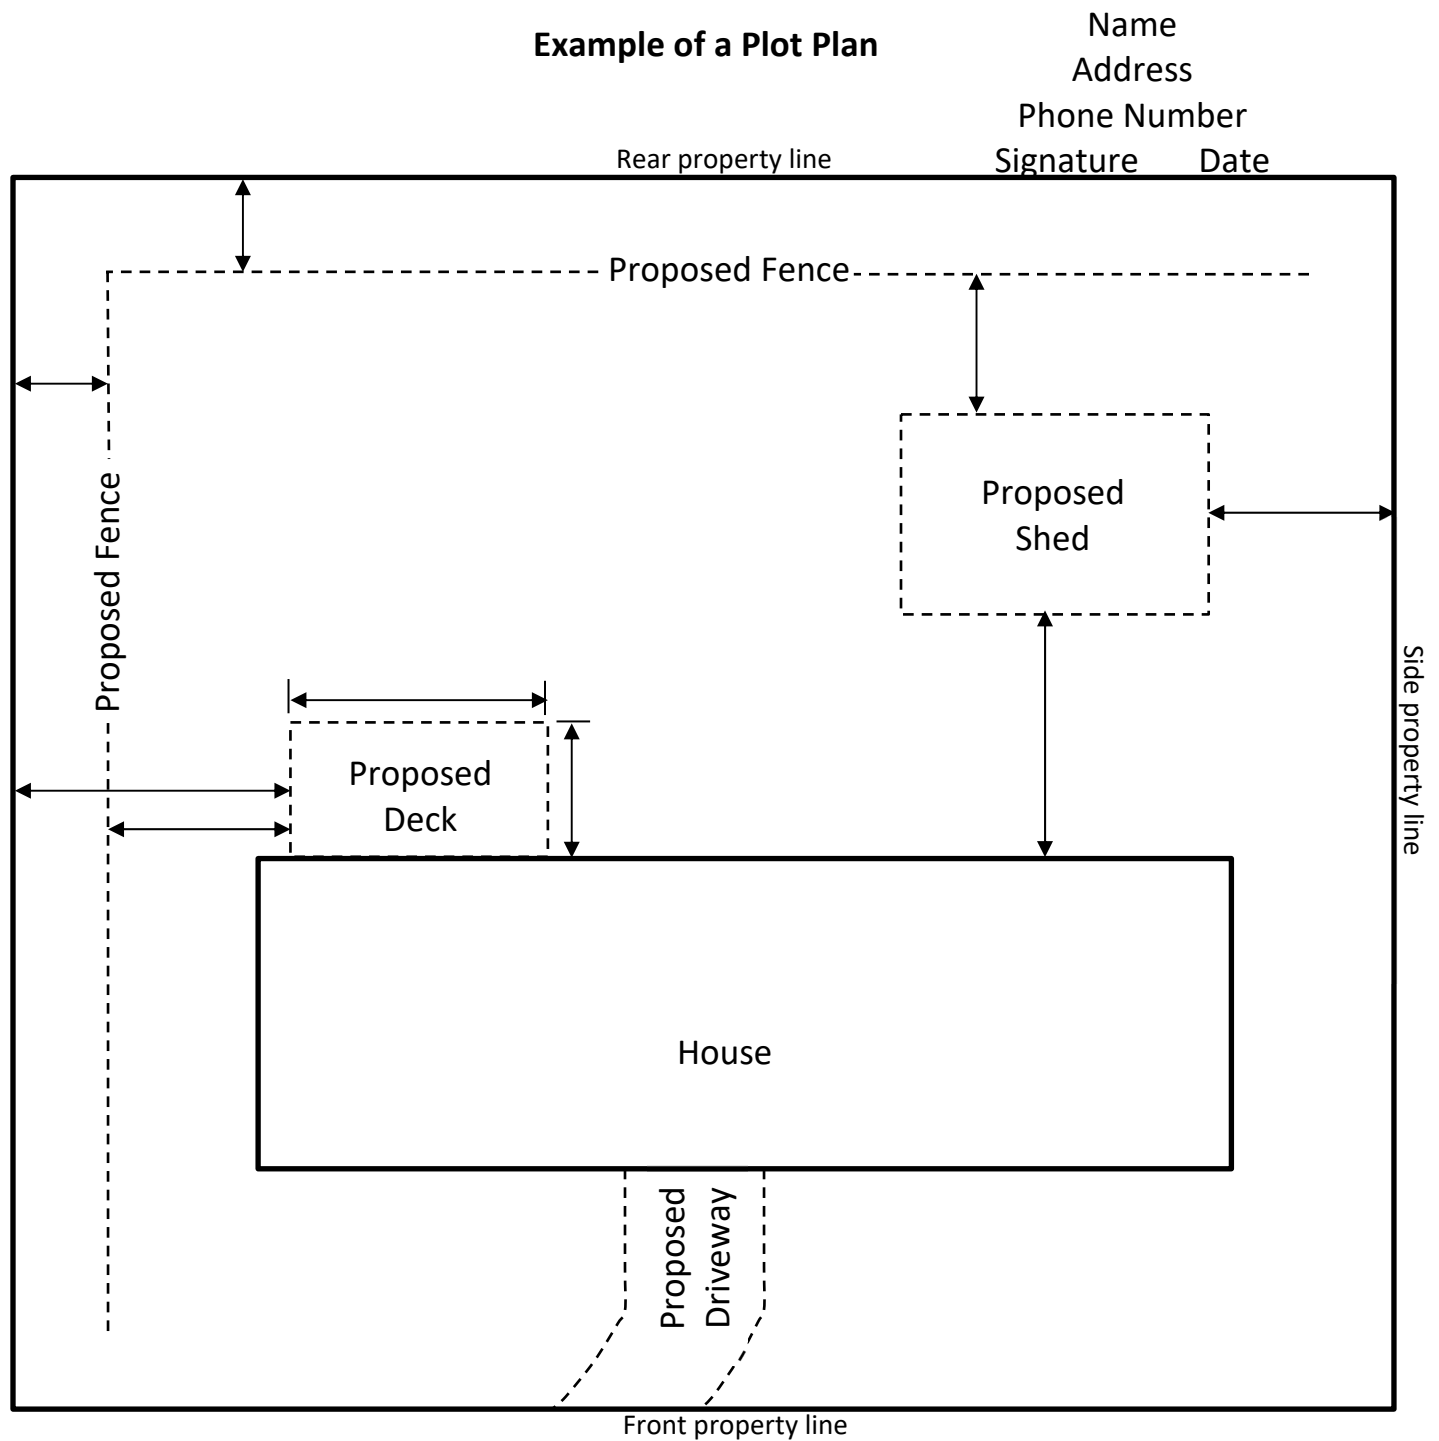 Example of a Plot Plan
Name
Address
Phone Number
Signature Date
Rear property line
Proposed Fence
Proposed Fence
Proposed
Shed
Side property line
Proposed
Deck
House
Proposed
Driveway
Front property line